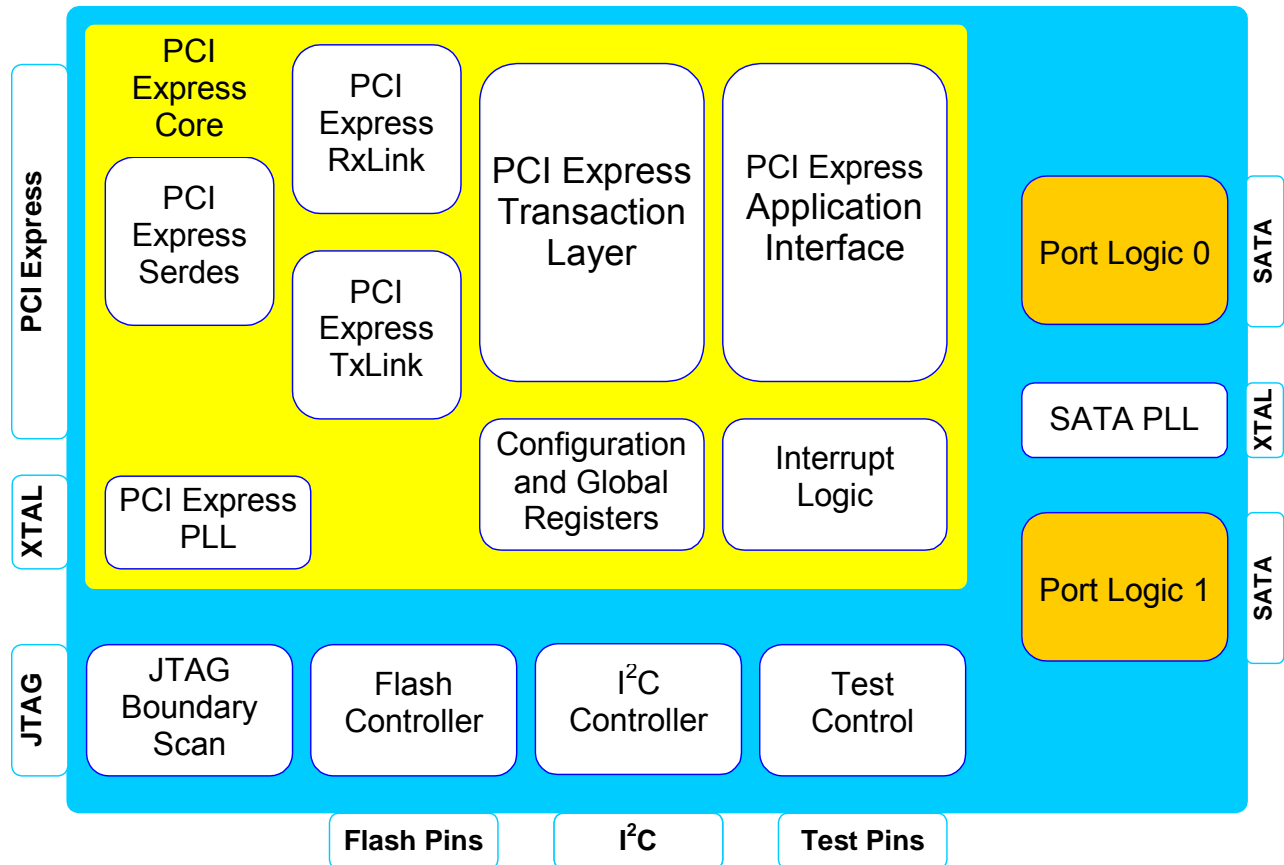 PCI
Express
Core
PCI
Express
RxLink
PCI Express
Transaction
Layer
PCI Express
Application
Interface
PCI
Express
Serdes
PCI
Express
TxLink
Configuration
and Global
Registers
Interrupt
Logic
PCI Express
PLL
Port Logic 0
SATA PLL
Port Logic 1
JTAG
Boundary
Scan
Flash
Controller
I²C
Controller
Test
Control
PCI Express
XTAL
JTAG
SATA
XTAL
SATA
Flash Pins
I²C
Test Pins